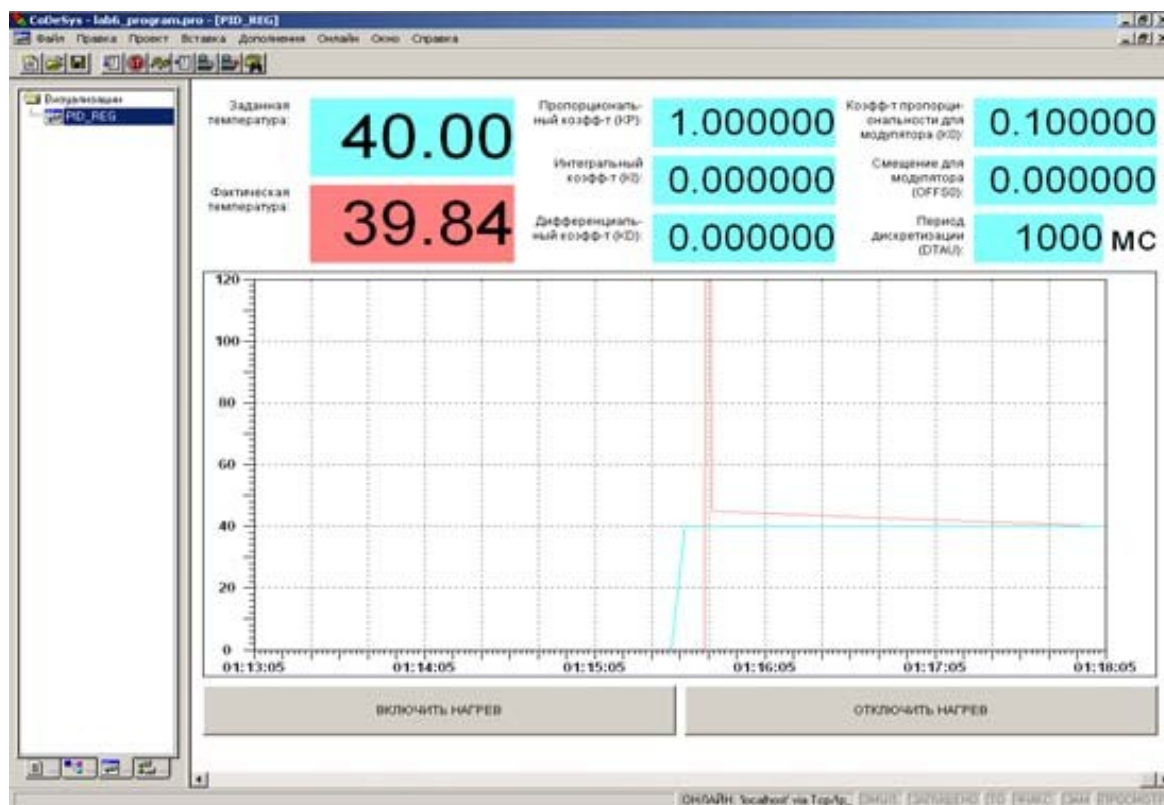 CoDeSys - lab6_program.pro - [PID_REG]
Файл Правка Проект Вставка Дополнения Онлайн Окно Справка
Визуализации
PID_REG
Заданная
температура:
40.00
Фактическая
температура:
39.84
Пропорциональ-
ный коэфф-т (KP):
1.000000
Интегральный
коэфф-т (KI):
0.000000
Дифференциаль-
ный коэфф-т (KD):
0.000000
Коэфф-т пропорци-
ональности для
модулятора (K0):
0.100000
Смещение для
модулятора
(OFFS0):
0.000000
Период
дискретизации
(DTAU):
1000 мс
120
100
80
60
40
20
0
01:13:05 01:14:05 01:15:05 01:16:05 01:17:05 01:18:05
ВКЛЮЧИТЬ НАГРЕВ
ОТКЛЮЧИТЬ НАГРЕВ
ОНЛАЙН: 'localhost' via Tcp/Ip_